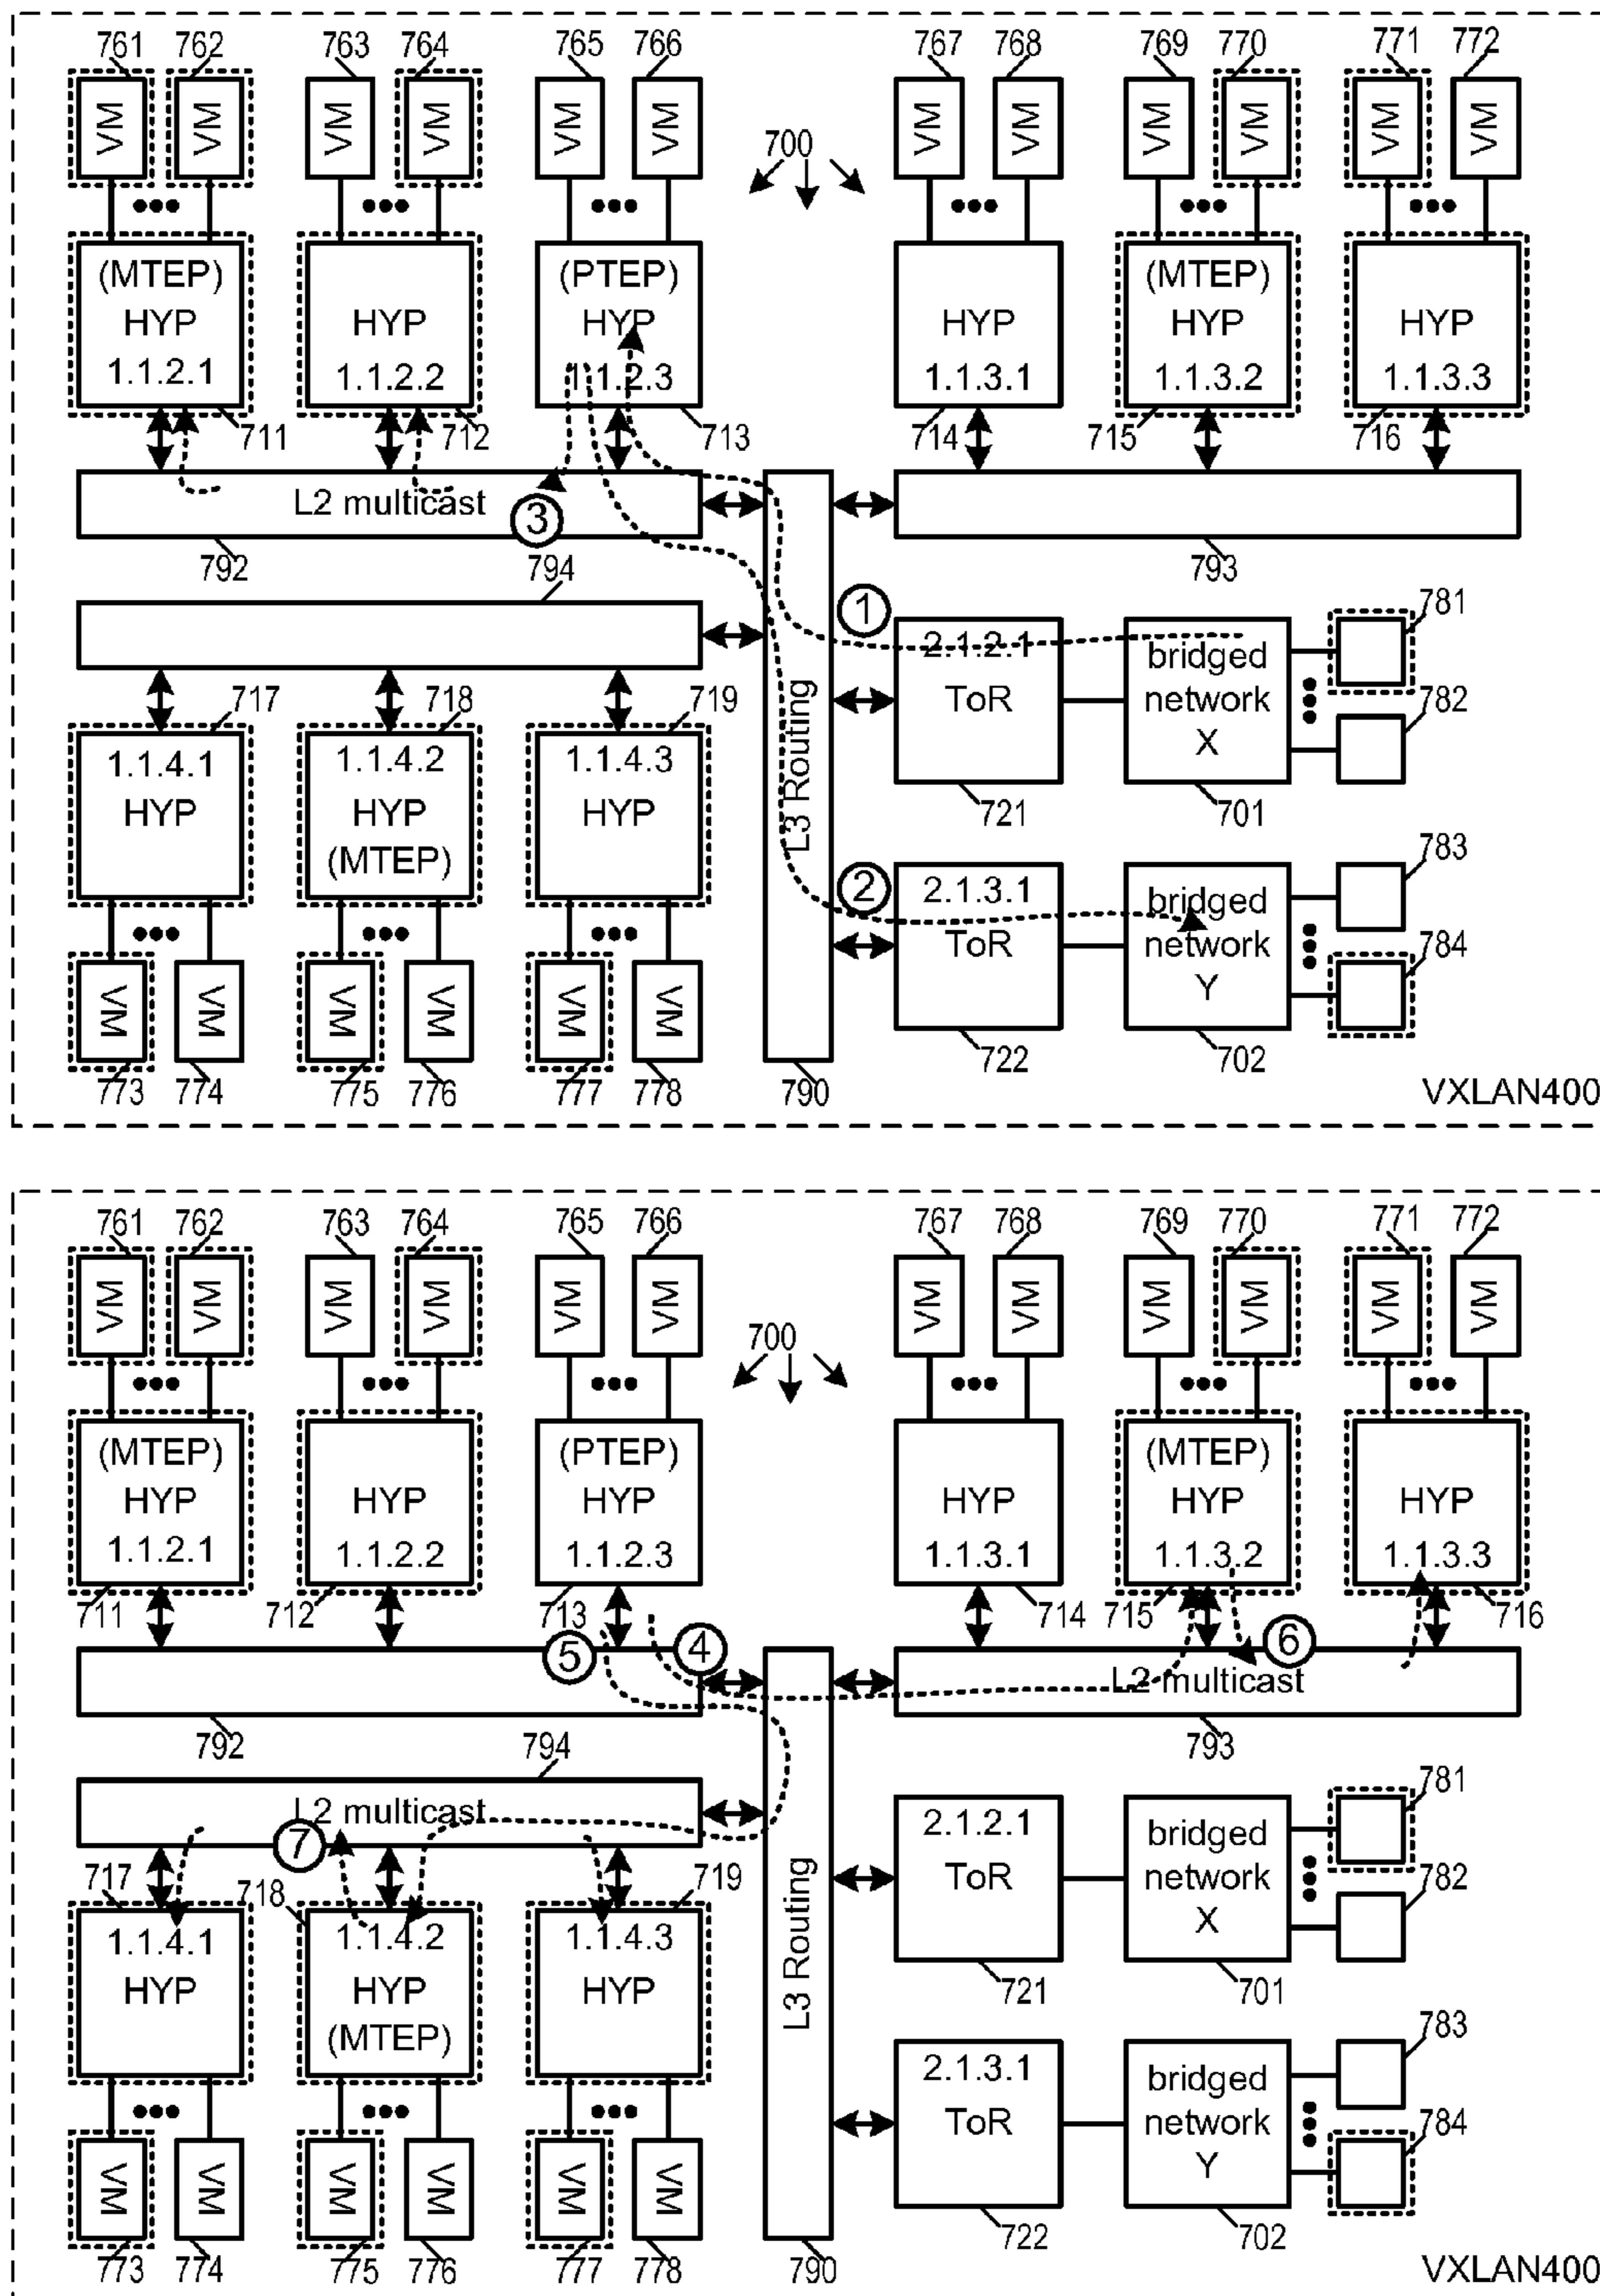 761 762 763 764 765 766 767 768 769 770 771 772
VM VM VM VM VM VM VM VM VM VM VM VM
700
(MTEP) HYP 1.1.2.1
HYP 1.1.2.2
(PTEP) HYP 1.1.2.3
HYP 1.1.3.1
(MTEP) HYP 1.1.3.2
HYP 1.1.3.3
711 712 713 714 715 716
L2 multicast
3
792 794 793
1
L3 Routing
2.1.2.1
ToR
bridged
network
X
781
782
717 718 719
721 701
1.1.4.1
HYP
1.1.4.2
HYP
(MTEP)
1.1.4.3
HYP
2
2.1.3.1
ToR
bridged
network
Y
783
784
VM VM VM VM VM VM
722 702
773 774 775 776 777 778 790
VXLAN400
761 762 763 764 765 766 767 768 769 770 771 772
VM VM VM VM VM VM VM VM VM VM VM VM
700
(MTEP) HYP 1.1.2.1
HYP 1.1.2.2
(PTEP) HYP 1.1.2.3
HYP 1.1.3.1
(MTEP) HYP 1.1.3.2
HYP 1.1.3.3
711 712 713 714 715 716
5 4 6
L2 multicast
792 794 793
L2 multicast
7
L3 Routing
2.1.2.1
ToR
bridged
network
X
781
782
717 718 719
721 701
1.1.4.1
HYP
1.1.4.2
HYP
(MTEP)
1.1.4.3
HYP
2.1.3.1
ToR
bridged
network
Y
783
784
VM VM VM VM VM VM
722 702
773 774 775 776 777 778 790
VXLAN400